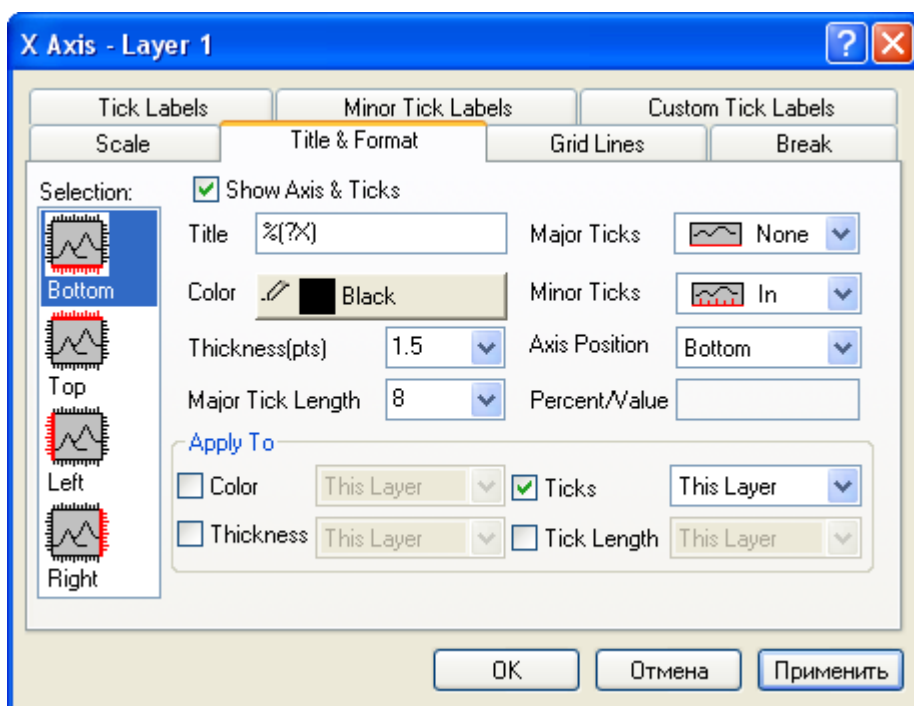 X Axis - Layer 1
Tick Labels Minor Tick Labels Custom Tick Labels
Scale Title & Format Grid Lines Break
Selection: Show Axis & Ticks
Title %(?X) Major Ticks None
Bottom Color Black Minor Ticks In
Thickness(pts) 1.5 Axis Position Bottom
Top Major Tick Length 8 Percent/Value
Apply To
Left Color This Layer Ticks This Layer
Thickness This Layer Tick Length This Layer
Right
OK Отмена Применить